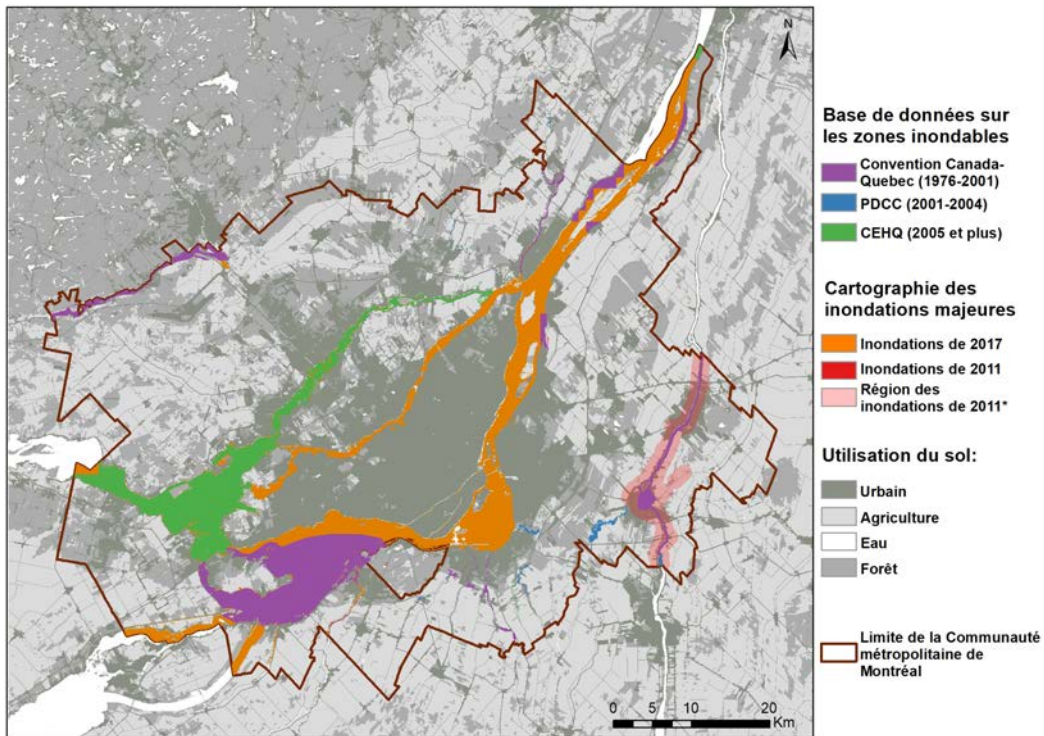 N
Base de données sur
les zones inondables
Convention Canada-
Quebec (1976-2001)
PDCC (2001-2004)
CEHQ (2005 et plus)
Cartographie des
inondations majeures
Inondations de 2017
Inondations de 2011
Région des
inondations de 2011*
Utilisation du sol:
Urbain
Agriculture
Eau
Forêt
Limite de la Communauté
métropolitaine de
Montréal
0 5 10 20
Km